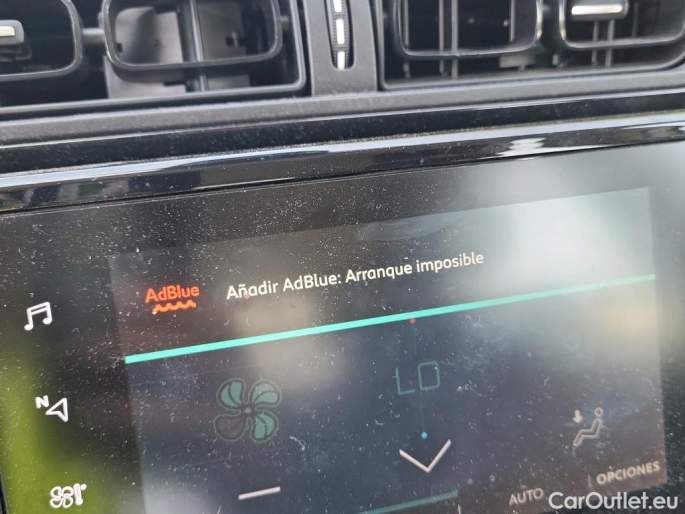 AdBlue
Añadir AdBlue: Arranque imposible
LO
N
AUTO
OPCIONES
CarOutlet.eu